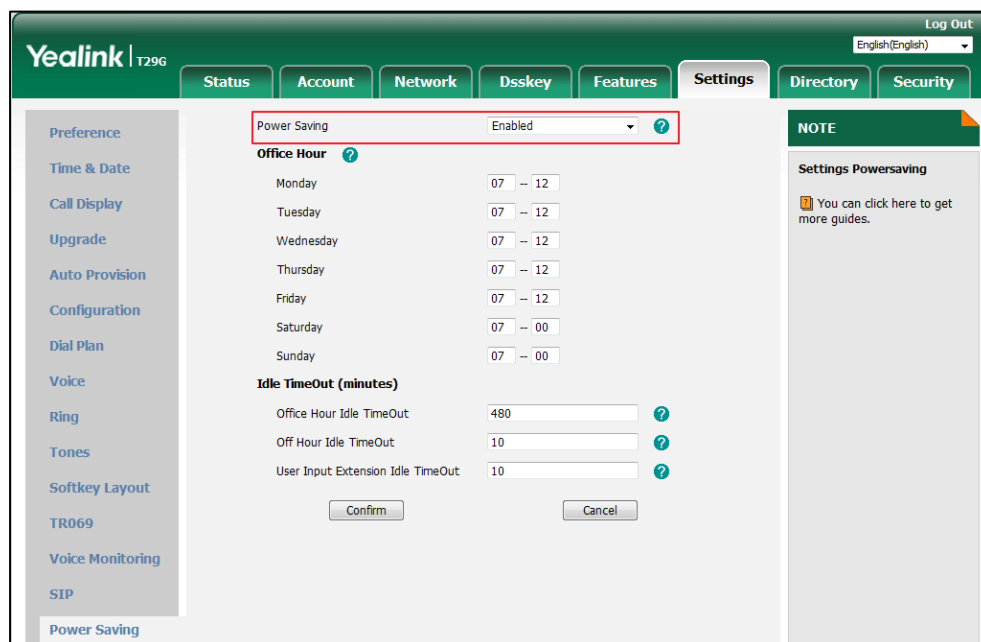 Log Out
Yealink | T29G
English(English)
Status Account Network Dsskey Features Settings Directory Security
Preference
Time & Date
Call Display
Upgrade
Auto Provision
Configuration
Dial Plan
Voice
Ring
Tones
Softkey Layout
TR069
Voice Monitoring
SIP
Power Saving
Power Saving Enabled ?
Office Hour ?
Monday 07 -- 12
Tuesday 07 -- 12
Wednesday 07 -- 12
Thursday 07 -- 12
Friday 07 -- 12
Saturday 07 -- 00
Sunday 07 -- 00
Idle TimeOut (minutes)
Office Hour Idle TimeOut 480 ?
Off Hour Idle TimeOut 10 ?
User Input Extension Idle TimeOut 10 ?
Confirm Cancel
NOTE
Settings Powersaving
? You can click here to get
more guides.